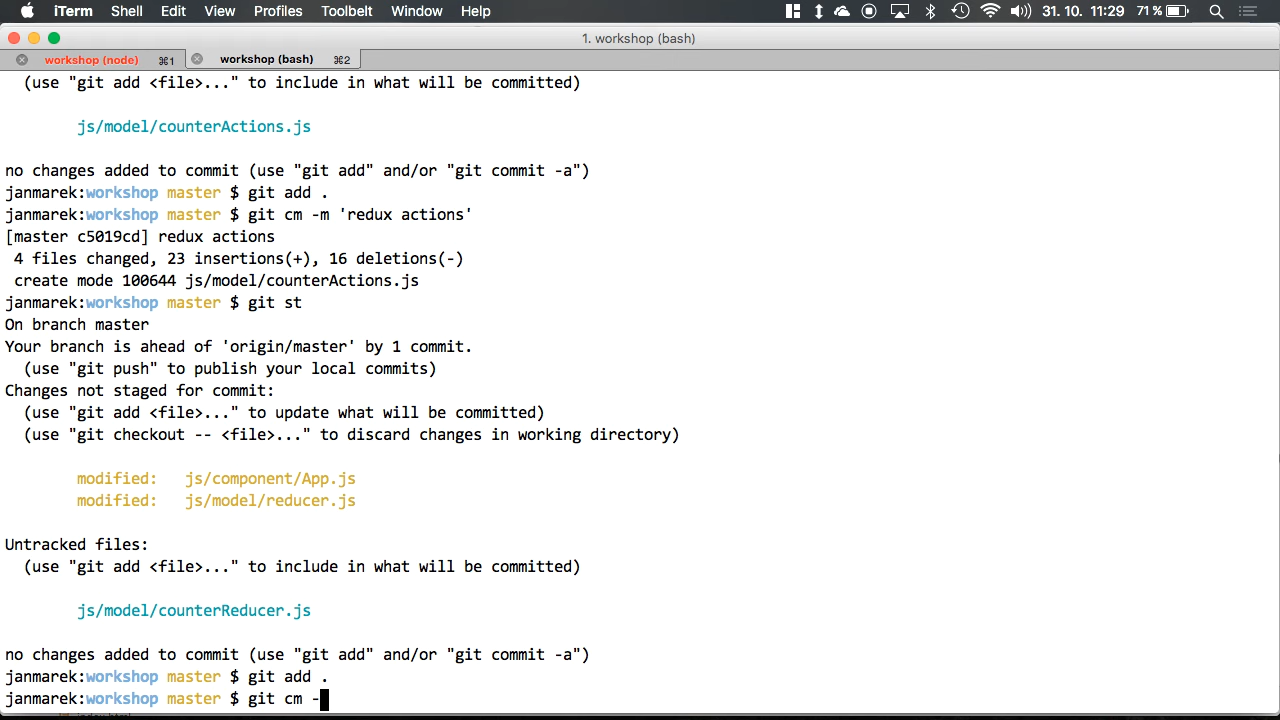 iTerm Shell Edit View Profiles Toolbelt Window Help 31. 10. 11:29 71 %
1. workshop (bash)
workshop (node) ⌘1 workshop (bash) ⌘2
(use "git add <file>..." to include in what will be committed)
js/model/counterActions.js
no changes added to commit (use "git add" and/or "git commit -a")
janmarek:workshop master $ git add .
janmarek:workshop master $ git cm -m 'redux actions'
[master c5019cd] redux actions
4 files changed, 23 insertions(+), 16 deletions(-)
create mode 100644 js/model/counterActions.js
janmarek:workshop master $ git st
On branch master
Your branch is ahead of 'origin/master' by 1 commit.
(use "git push" to publish your local commits)
Changes not staged for commit:
(use "git add <file>..." to update what will be committed)
(use "git checkout -- <file>..." to discard changes in working directory)
modified: js/component/App.js
modified: js/model/reducer.js
Untracked files:
(use "git add <file>..." to include in what will be committed)
js/model/counterReducer.js
no changes added to commit (use "git add" and/or "git commit -a")
janmarek:workshop master $ git add .
janmarek:workshop master $ git cm -